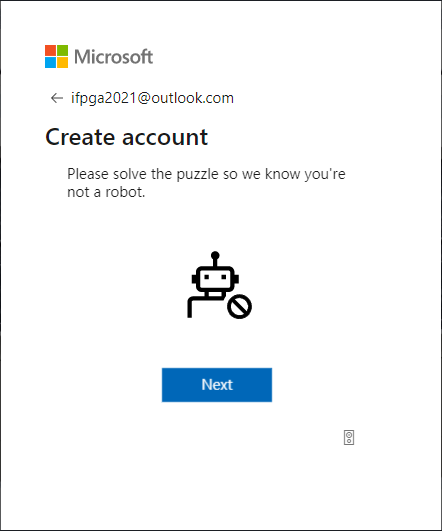 Microsoft
ifpga2021@outlook.com
Create account
Please solve the puzzle so we know you're
not a robot.
Next